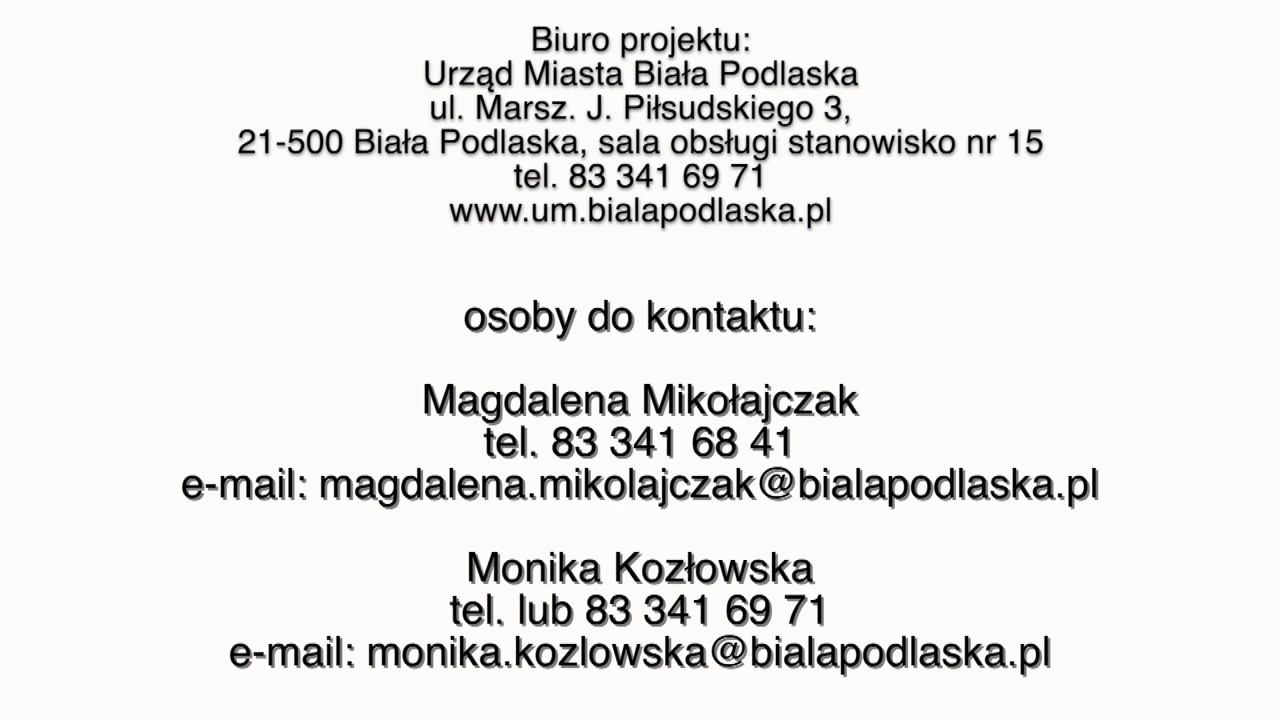 Biuro projektu:
Urząd Miasta Biała Podlaska
ul. Marsz. J. Piłsudskiego 3,
21-500 Biała Podlaska, sala obsługi stanowisko nr 15
tel. 83 341 69 71
www.um.bialapodlaska.pl
osoby do kontaktu:
Magdalena Mikołajczak
tel. 83 341 68 41
e-mail: magdalena.mikolajczak@bialapodlaska.pl
Monika Kozłowska
tel. lub 83 341 69 71
e-mail: monika.kozlowska@bialapodlaska.pl